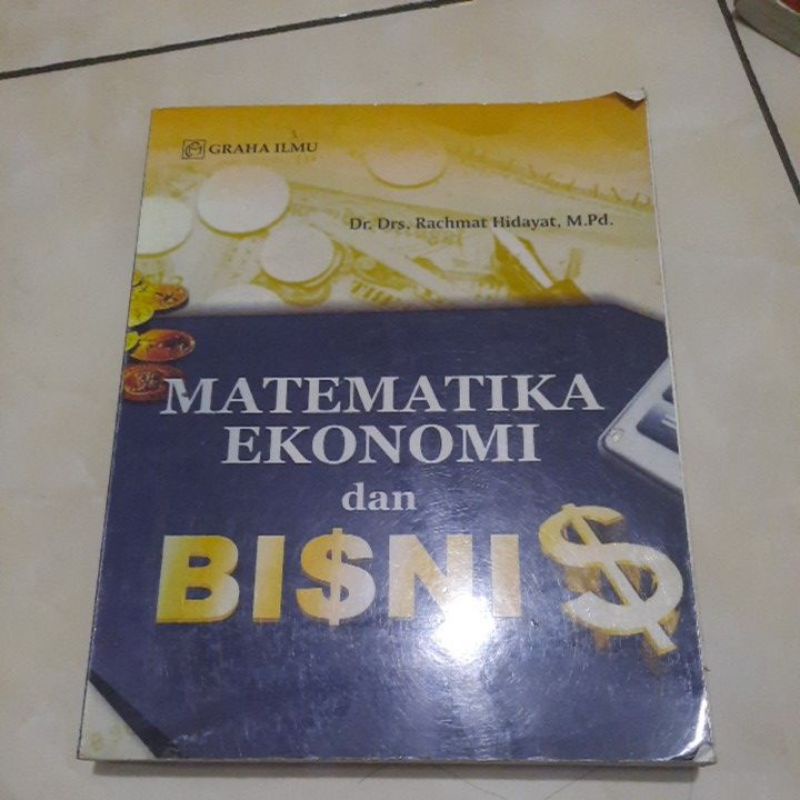 GRAHA ILMU
Dr. Drs. Rachmat Hidayat, M.Pd.
MATEMATIKA
EKONOMI
dan
BI$NI$